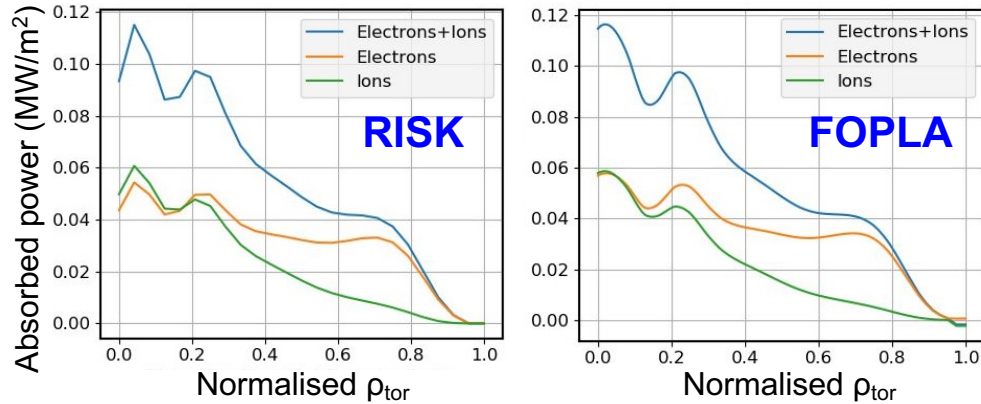 Absorbed power (MW/m²)
0.12
0.10
0.08
0.06
0.04
0.02
0.00
Electrons+Ions
Electrons
Ions
RISK
0.0 0.2 0.4 0.6 0.8 1.0
Normalised ρtor
0.12
0.10
0.08
0.06
0.04
0.02
0.00
Electrons+Ions
Electrons
Ions
FOPLA
0.0 0.2 0.4 0.6 0.8 1.0
Normalised ρtor